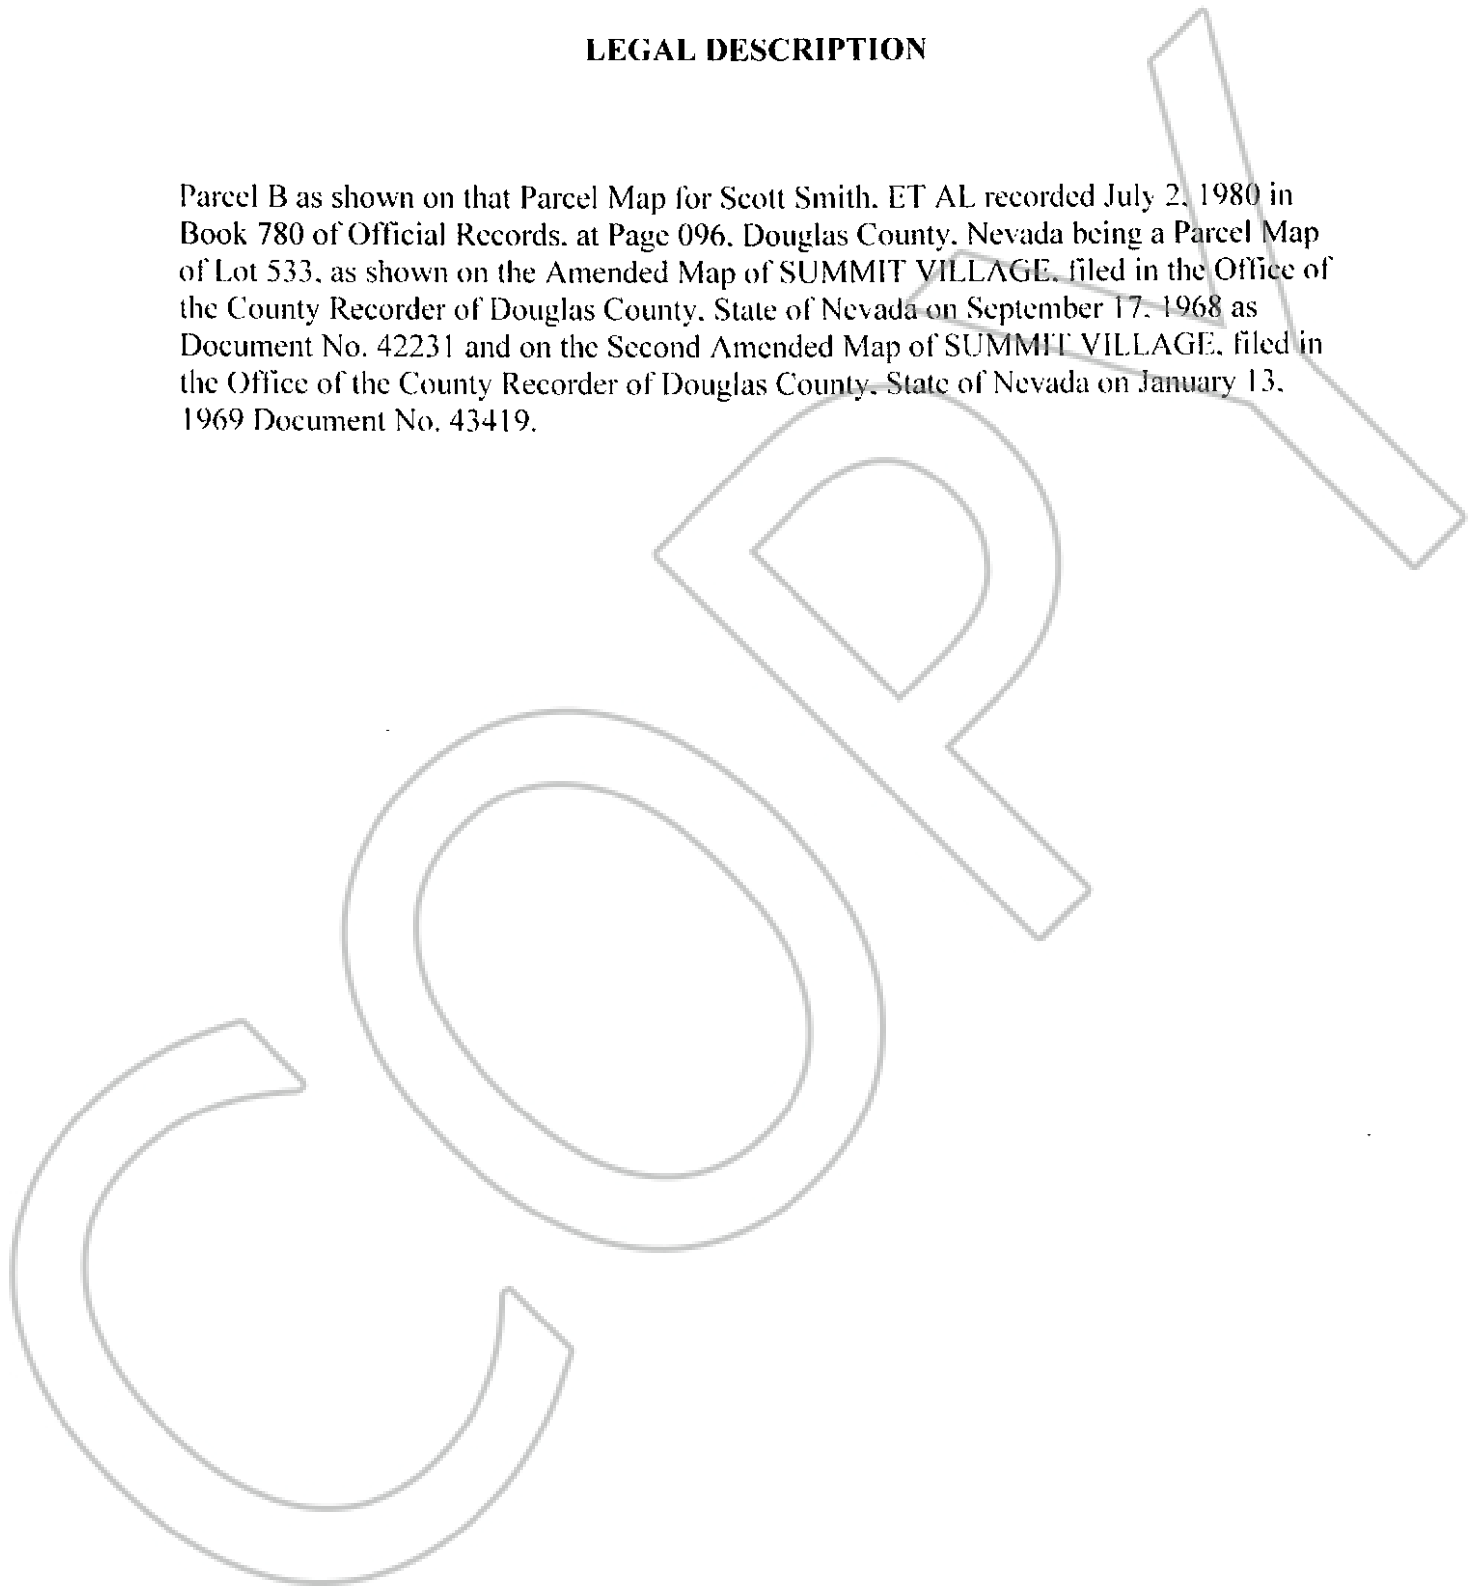 LEGAL DESCRIPTION
Parcel B as shown on that Parcel Map for Scott Smith, ET AL recorded July 2, 1980 in
Book 780 of Official Records, at Page 096, Douglas County, Nevada being a Parcel Map
of Lot 533, as shown on the Amended Map of SUMMIT VILLAGE, filed in the Office of
the County Recorder of Douglas County, State of Nevada on September 17, 1968 as
Document No. 42231 and on the Second Amended Map of SUMMIT VILLAGE, filed in
the Office of the County Recorder of Douglas County, State of Nevada on January 13,
1969 Document No. 43419.
COPY